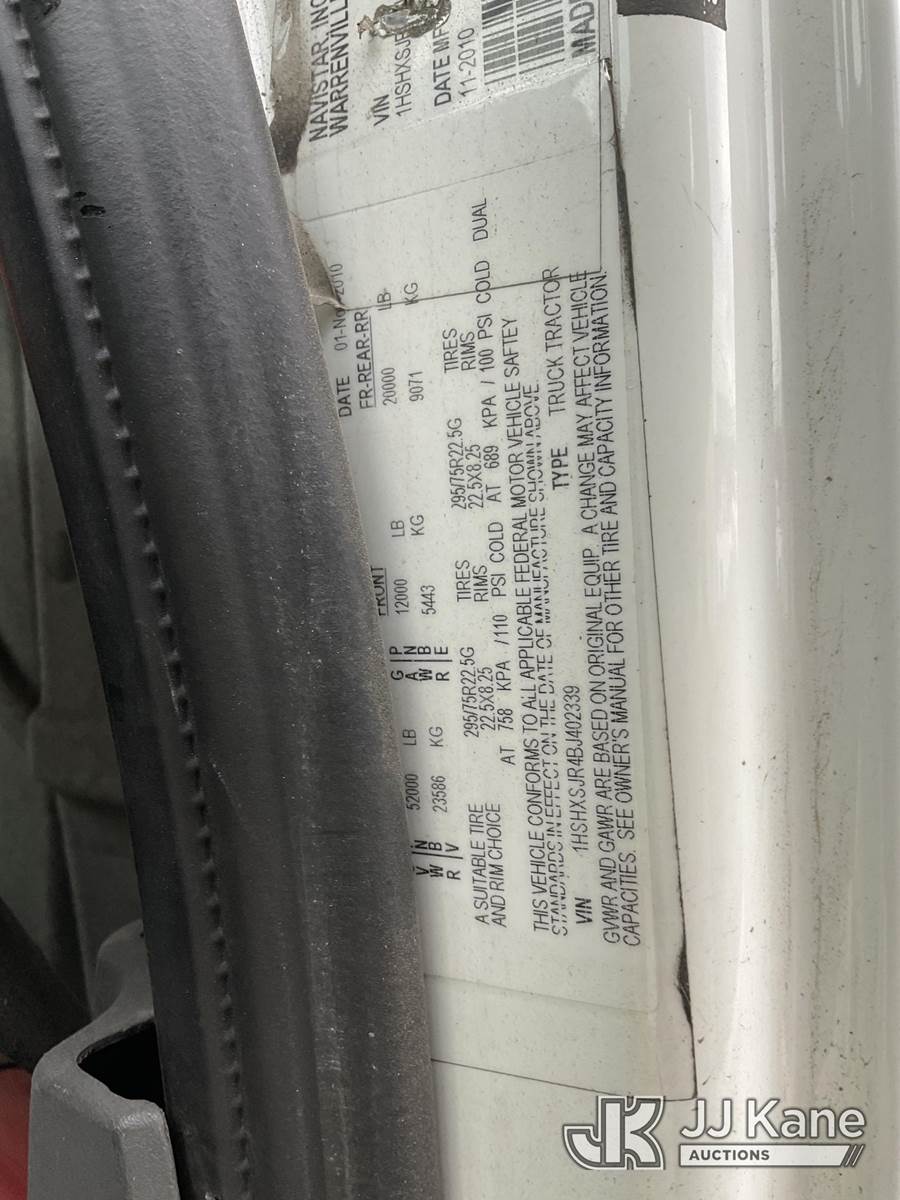 NAVISTAR, INC
WARRENVILL
VIN
1HSHXSJ
DATE MF
11-2010
MAD
DATE 2010
FR-REAR-RR
20000 LB
9071 KG
FRONT
12000 LB
5443 KG
G P
A N
W B
R E
52000 LB
23586 KG
V N
W B
R V
A SUITABLE TIRE 295/75R22.5G TIRES 295/75R22.5G TIRES
AND RIM CHOICE 22.5X8.25 RIMS 22.5X8.25 RIMS
AT 758 KPA /110 PSI COLD AT 689 KPA / 100 PSI COLD DUAL
THIS VEHICLE CONFORMS TO ALL APPLICABLE FEDERAL MOTOR VEHICLE SAFTEY
STANDARDS IN EFFECT ON THE DATE OF MANUFACTURE SHOWN ABOVE.
VIN 1HSHXSJR4BJ402339 TYPE TRUCK TRACTOR
GVWR AND GAWR ARE BASED ON ORIGINAL EQUIP. A CHANGE MAY AFFECT VEHICLE
CAPACITIES. SEE OWNER'S MANUAL FOR OTHER TIRE AND CAPACITY INFORMATION.
JK JJ Kane
AUCTIONS